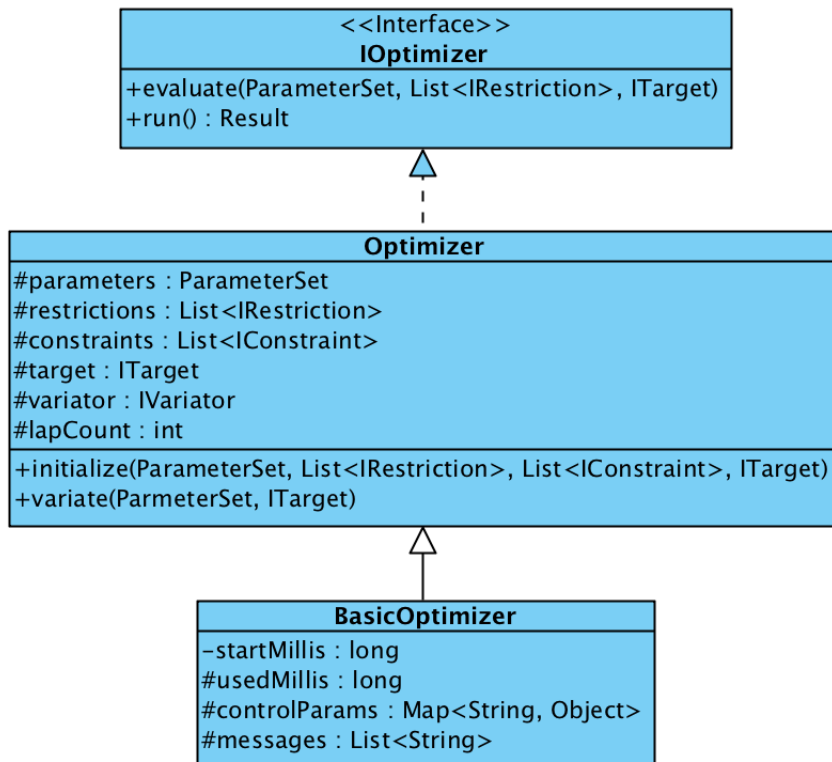 <<Interface>>
IOptimizer
+evaluate(ParameterSet, List<IRestriction>, ITarget)
+run() : Result
Optimizer
#parameters : ParameterSet
#restrictions : List<IRestriction>
#constraints : List<IConstraint>
#target : ITarget
#variator : IVariator
#lapCount : int
+initialize(ParameterSet, List<IRestriction>, List<IConstraint>, ITarget)
+variate(ParmeterSet, ITarget)
BasicOptimizer
-startMillis : long
#usedMillis : long
#controlParams : Map<String, Object>
#messages : List<String>